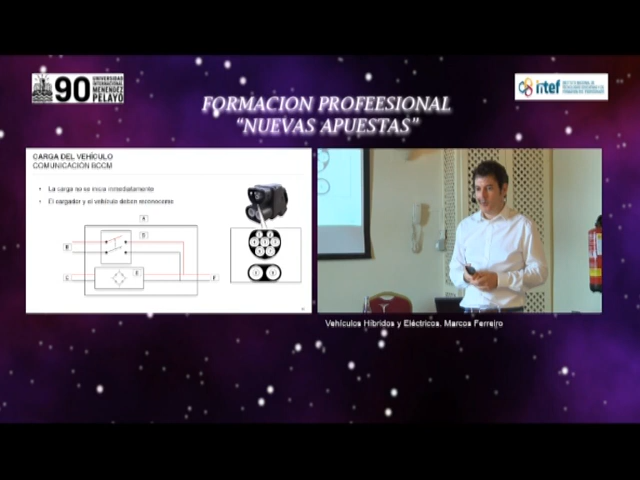 90
UNIVERSIDAD
INTERNACIONAL
MENÉNDEZ
PELAYO
intef
FORMACION PROFEESIONAL
“NUEVAS APUESTAS”
CARGA DEL VEHÍCULO
COMUNICACIÓN BCCM
• La carga no se inicia inmediatamente
• El cargador y el vehículo deben reconocerse
A
B
D
C
E
F
Vehículos Híbridos y Eléctricos. Marcos Ferreiro